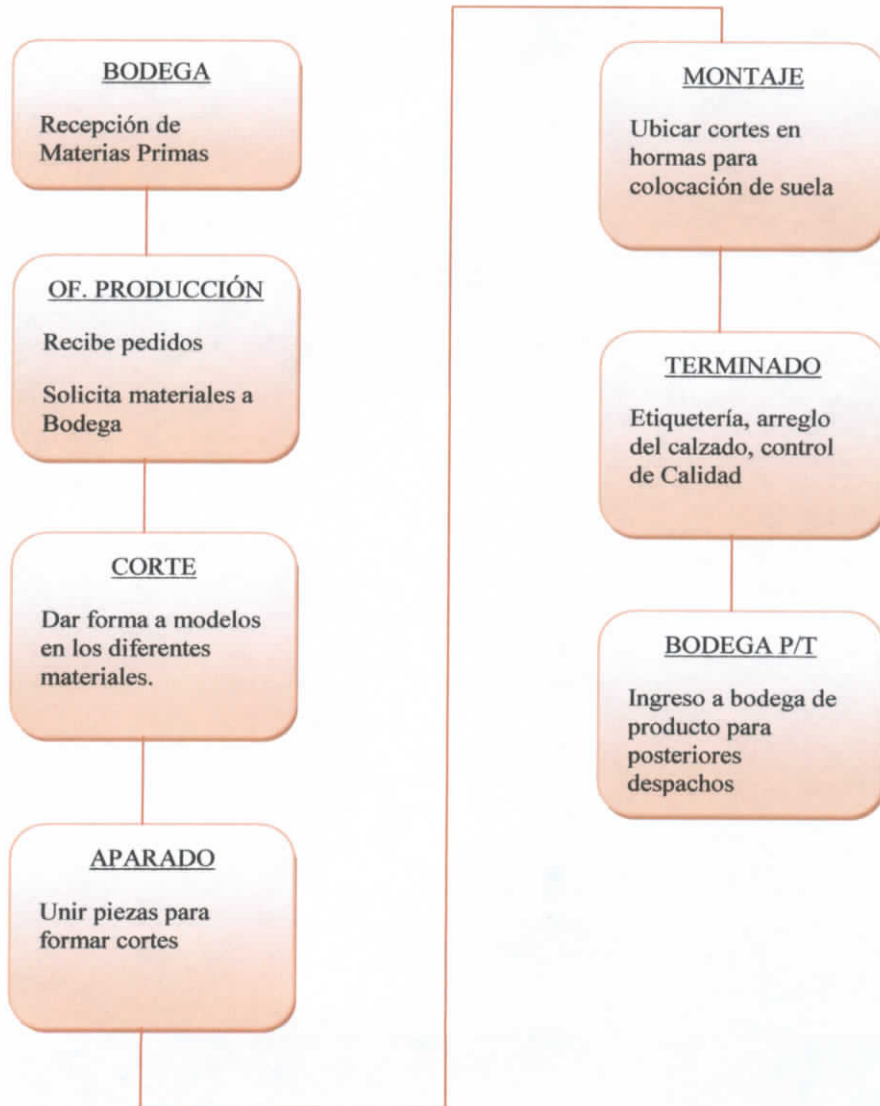 BODEGA
Recepción de
Materias Primas
OF. PRODUCCIÓN
Recibe pedidos
Solicita materiales a
Bodega
CORTE
Dar forma a modelos
en los diferentes
materiales.
APARADO
Unir piezas para
formar cortes
MONTAJE
Ubicar cortes en
hormas para
colocación de suela
TERMINADO
Etiquetería, arreglo
del calzado, control
de Calidad
BODEGA P/T
Ingreso a bodega de
producto para
posteriores
despachos